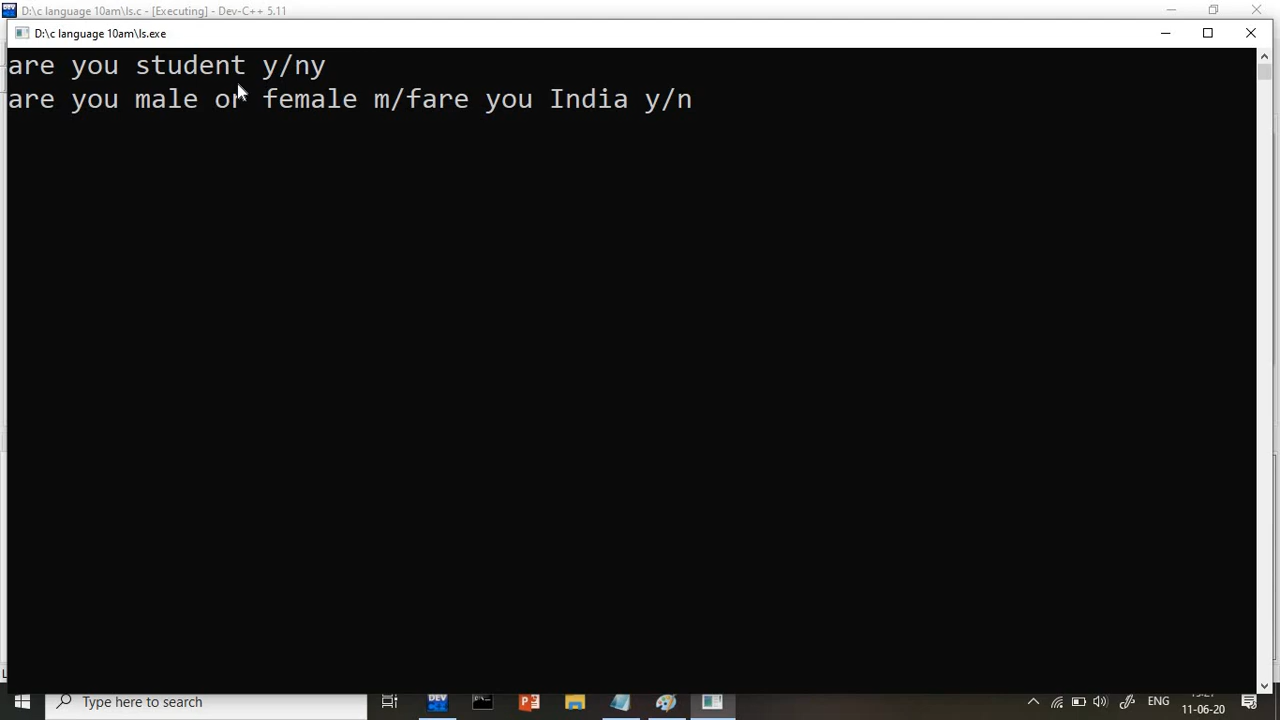 D:\c language 10am\ls.c - [Executing] - Dev-C++ 5.11
D:\c language 10am\ls.exe
are you student y/ny
are you male or female m/fare you India y/n
Type here to search
ENG
11-06-20